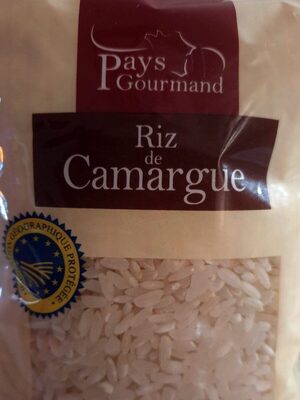 Pays
Gourmand
Riz
de
Camargue
GÉOGRAPHIQUE PROTÉGÉE